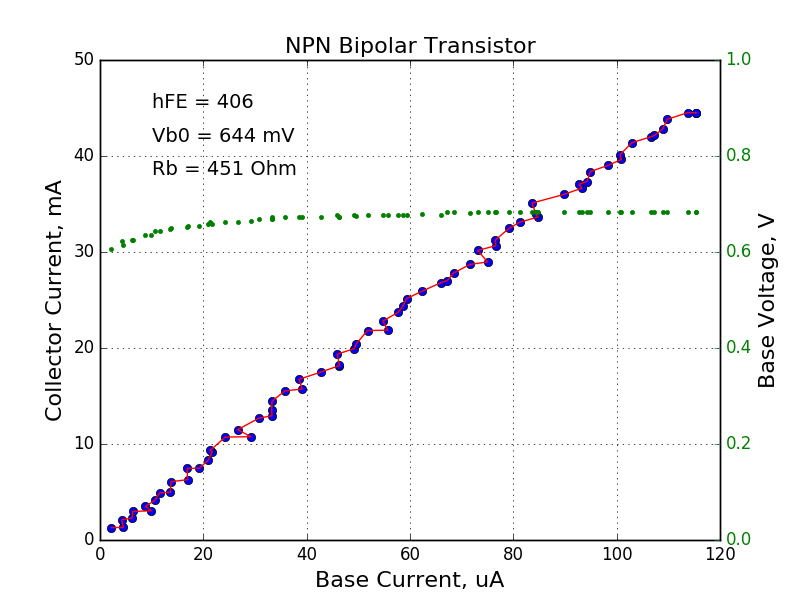 NPN Bipolar Transistor
hFE = 406
Vb0 = 644 mV
Rb = 451 Ohm
Collector Current, mA
50
40
30
20
10
0
1.0
0.8
0.6
0.4
0.2
0.0
Base Voltage, V
0 20 40 60 80 100 120
Base Current, uA